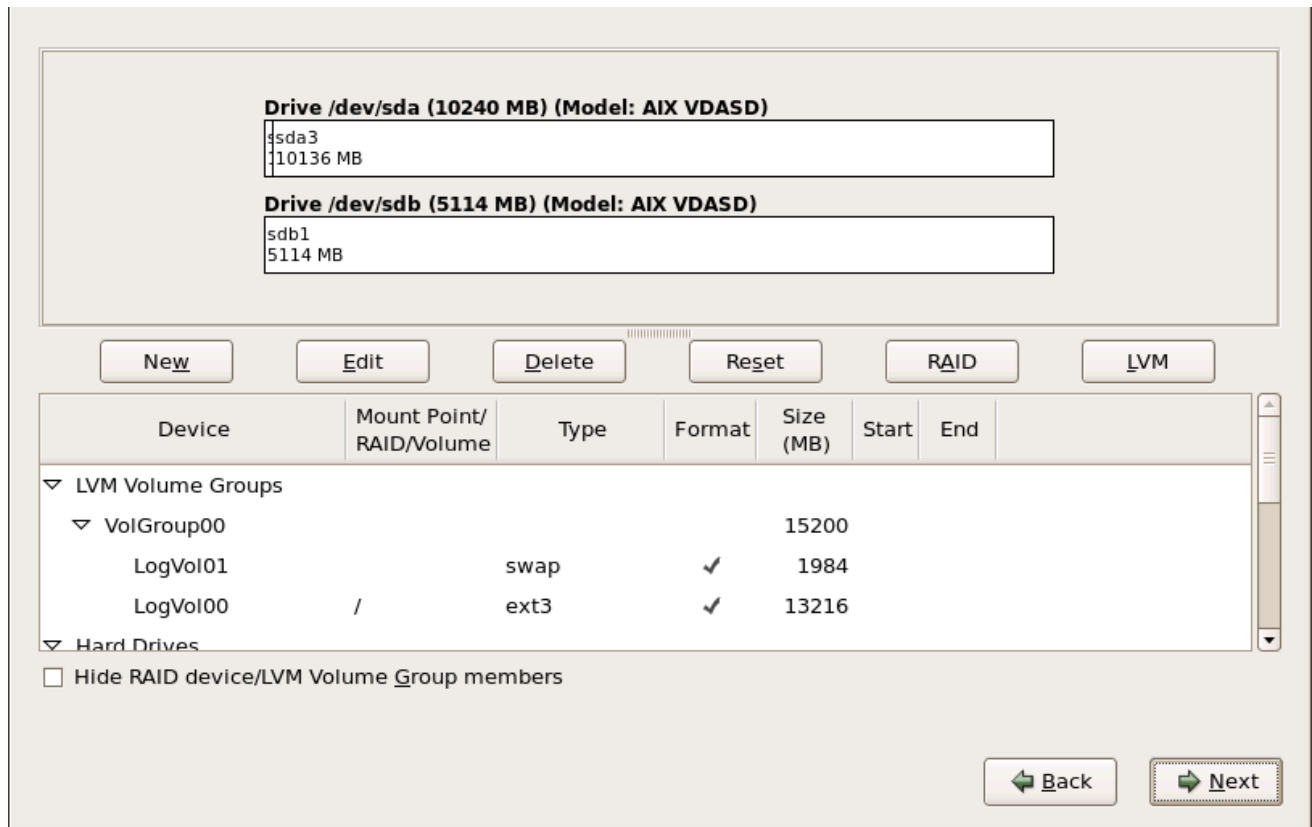 Drive /dev/sda (10240 MB) (Model: AIX VDASD)
sda3
10136 MB
Drive /dev/sdb (5114 MB) (Model: AIX VDASD)
sdb1
5114 MB
New Edit Delete Reset RAID LVM
Device Mount Point/ RAID/Volume Type Format Size (MB) Start End
LVM Volume Groups
VolGroup00 15200
LogVol01 swap 1984
LogVol00 / ext3 13216
Hard Drives
Hide RAID device/LVM Volume Group members
Back Next